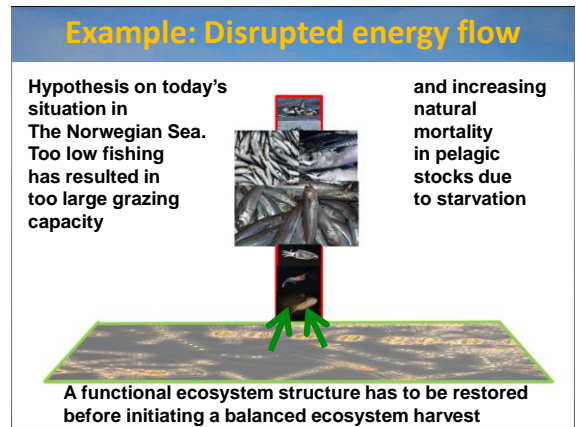 Example: Disrupted energy flow
Hypothesis on today's
situation in
The Norwegian Sea.
Too low fishing
has resulted in
too large grazing
capacity
and increasing
natural
mortality
in pelagic
stocks due
to starvation
A functional ecosystem structure has to be restored
before initiating a balanced ecosystem harvest